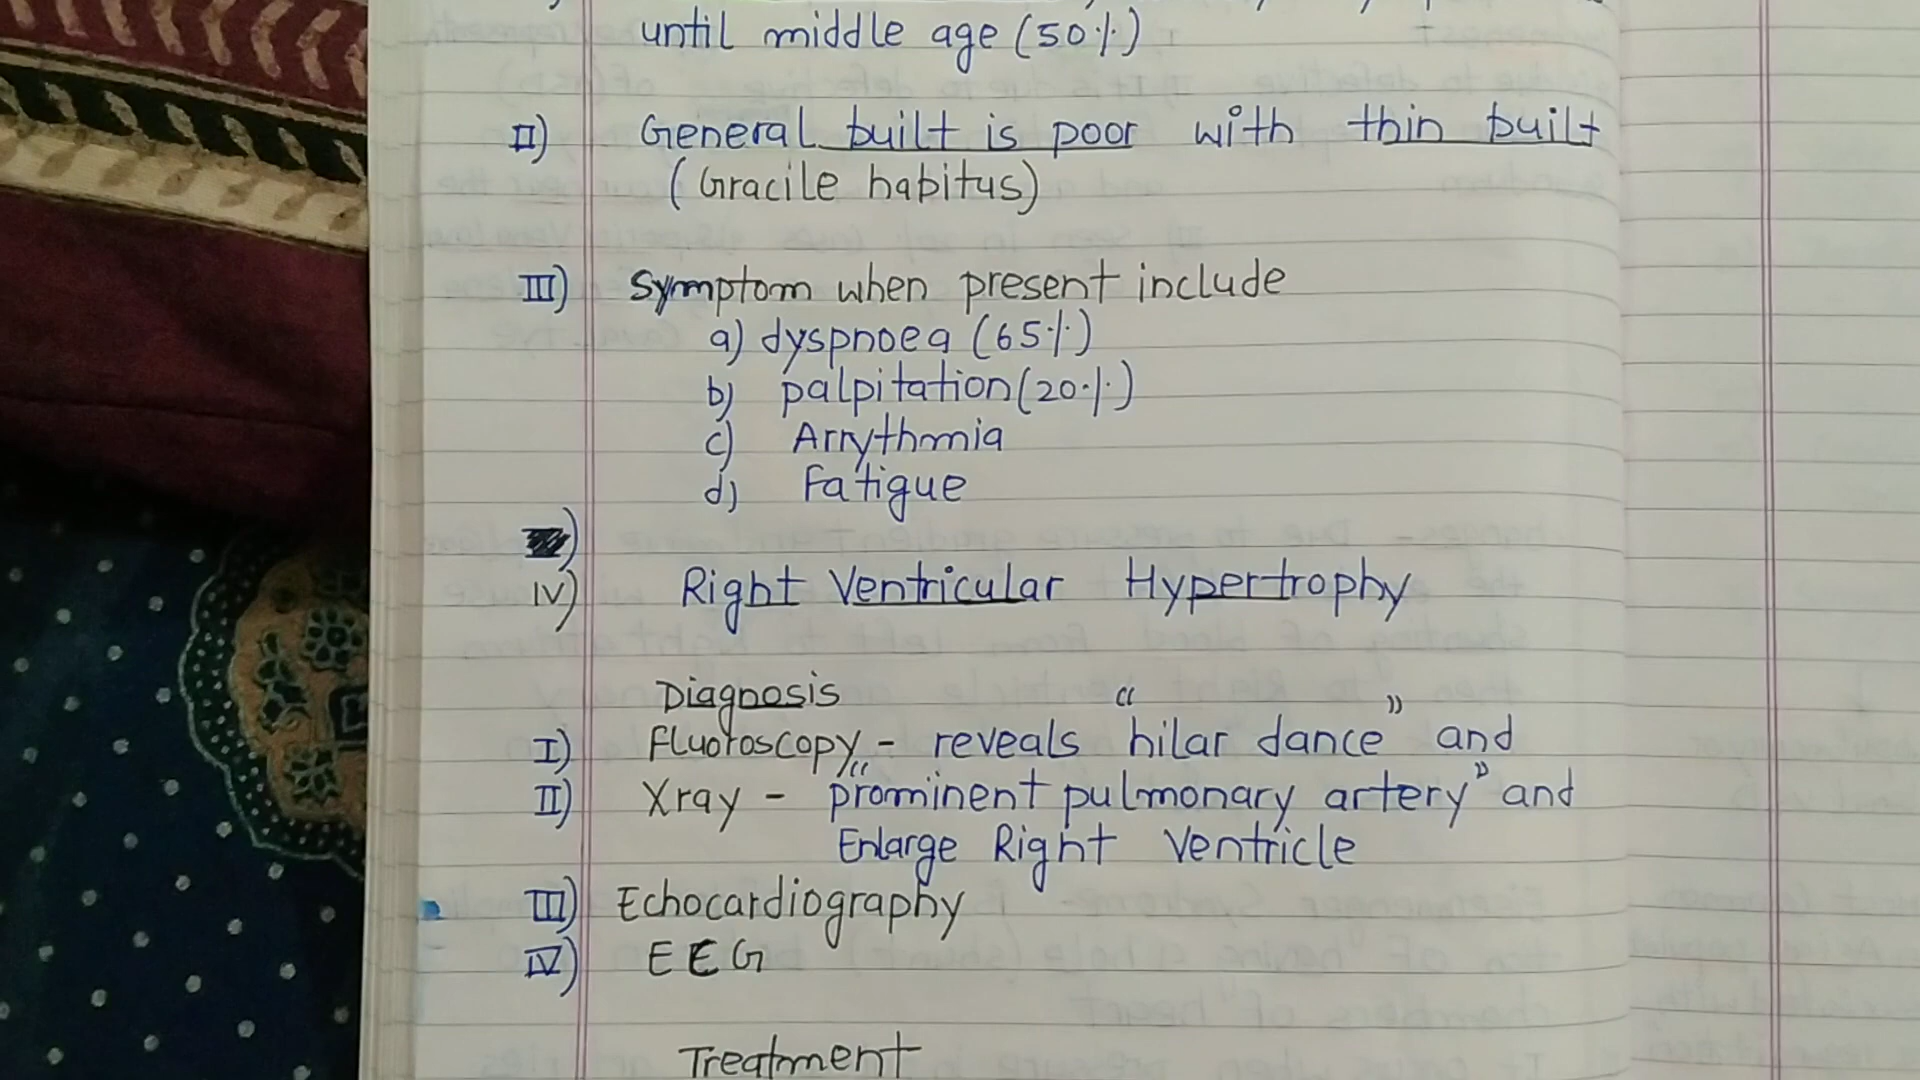 until middle age (50%)
II) General built is poor with thin built
(Gracile habitus)
III) Symptom when present include
a) dyspnoea (65%)
b) palpitation (20%)
c) Arrythmia
d) Fatigue
IV) Right Ventricular Hypertrophy
Diagnosis
I) Fluoroscopy - reveals "hilar dance" and
II) Xray - "prominent pulmonary artery" and
Enlarge Right Ventricle
III) Echocardiography
IV) EEG
Treatment